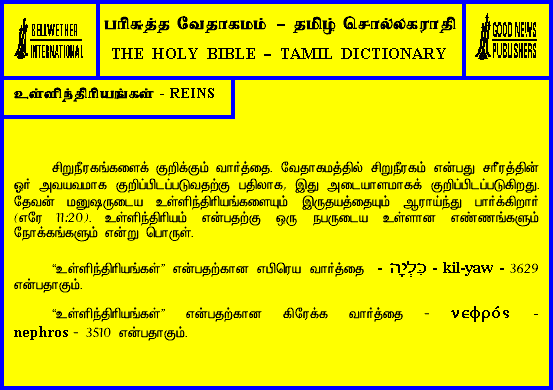 BELLWETHER
INTERNATIONAL
பரிசுத்த வேதாகமம் – தமிழ் சொல்லகராதி
THE HOLY BIBLE – TAMIL DICTIONARY
GOOD NEWS
PUBLISHERS
உள்ளிந்திரியங்கள் - REINS
சிறுநீரகங்களைக் குறிக்கும் வார்த்தை. வேதாகமத்தில் சிறுநீரகம் என்பது சரீரத்தின்
ஓர் அவயவமாக குறிப்பிடப்படுவதற்கு பதிலாக, இது அடையாளமாகக் குறிப்பிடப்படுகிறது.
தேவன் மனுஷருடைய உள்ளிந்திரியங்களையும் இருதயத்தையும் ஆராய்ந்து பார்க்கிறார்
(எரே 11:20). உள்ளிந்திரியம் என்பதற்கு ஒரு நபருடைய உள்ளான எண்ணங்களும்
நோக்கங்களும் என்று பொருள்.
“உள்ளிந்திரியங்கள்” என்பதற்கான எபிரெய வார்த்தை - כִּלְיָה - kil-yaw - 3629
என்பதாகும்.
“உள்ளிந்திரியங்கள்” என்பதற்கான கிரேக்க வார்த்தை - νεφρός -
nephros - 3510 என்பதாகும்.